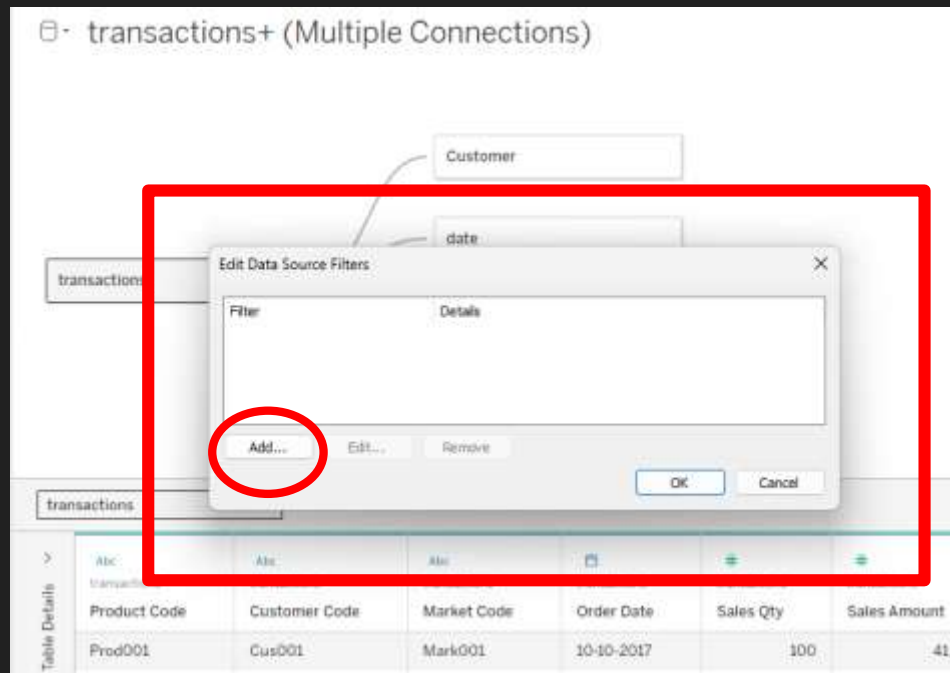 transactions+ (Multiple Connections)
Customer
date
transactions
Edit Data Source Filters
Filter Details
Add... Edit... Remove
OK Cancel
transactions
Table Details
Abc Abc Abc
transactions
Product Code Customer Code Market Code Order Date Sales Qty Sales Amount
Prod001 Cus001 Mark001 10-10-2017 100 41